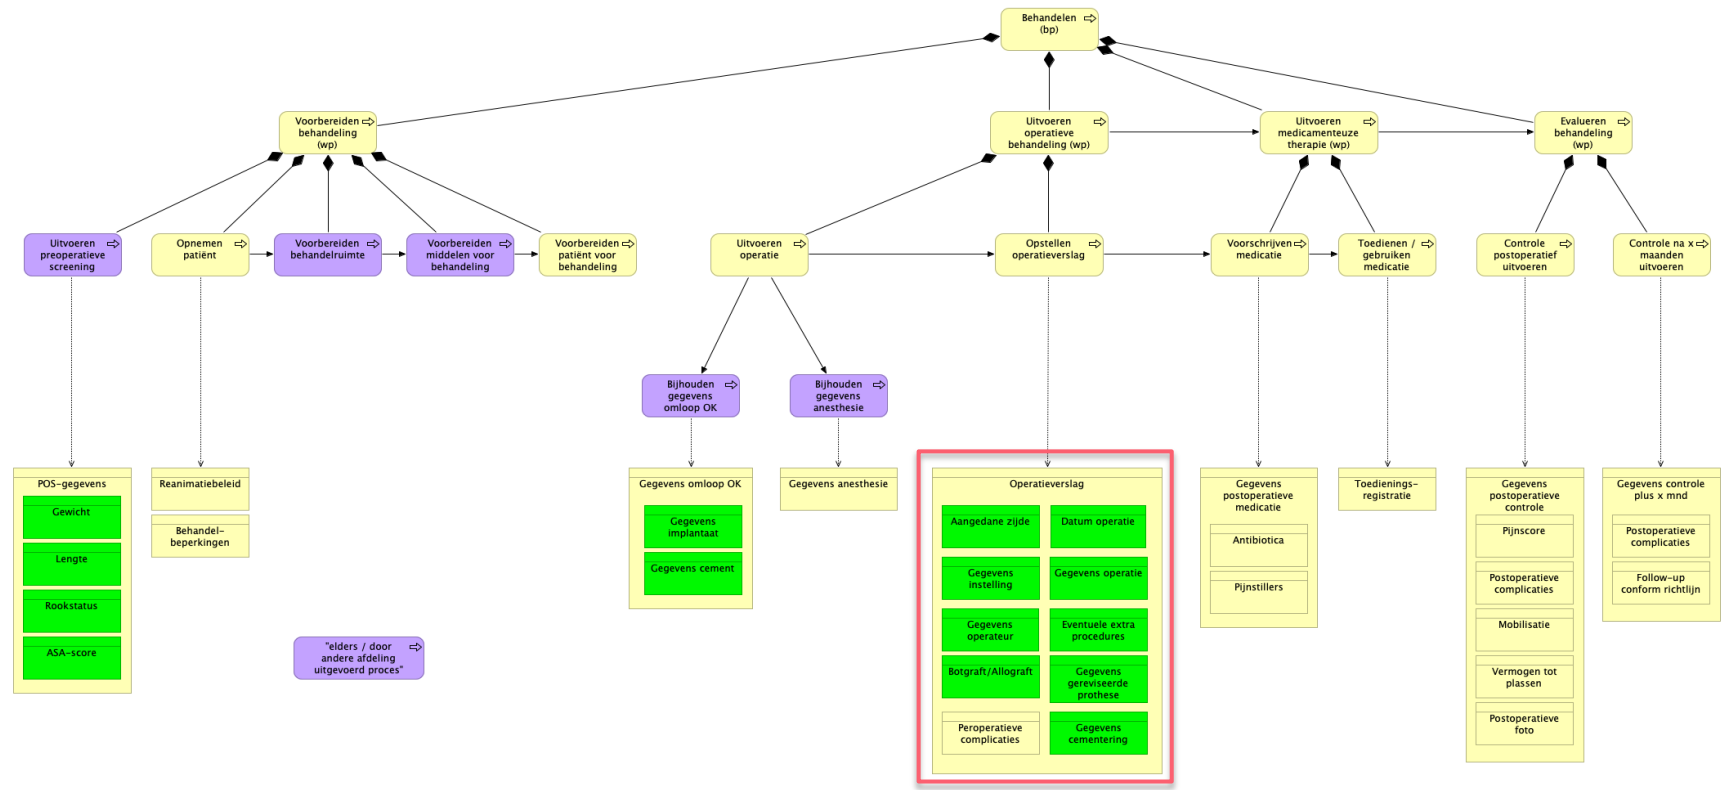 Behandelen
(bp)
Voorbereiden
behandeling
(wp)
Uitvoeren
operatieve
behandeling (wp)
Uitvoeren
medicamenteuze
therapie (wp)
Evalueren
behandeling
(wp)
Uitvoeren
preoperatieve
screening
Opnemen
patiënt
Voorbereiden
behandelruimte
Voorbereiden
middelen voor
behandeling
Voorbereiden
patiënt voor
behandeling
Uitvoeren
operatie
Opstellen
operatieverslag
Voorschrijven
medicatie
Toedienen /
gebruiken
medicatie
Controle
postoperatief
uitvoeren
Controle na x
maanden
uitvoeren
Bijhouden
gegevens
omloop OK
Bijhouden
gegevens
anesthesie
POS-gegevens
Gewicht
Lengte
Rookstatus
ASA-score
Reanimatiebeleid
Behandel-
beperkingen
"elders / door
andere afdeling
uitgevoerd proces"
Gegevens omloop OK
Gegevens
implantaat
Gegevens cement
Gegevens anesthesie
Operatieverslag
Aangedane zijde
Datum operatie
Gegevens
instelling
Gegevens operatie
Gegevens
operateur
Eventuele extra
procedures
Botgraft/Allograft
Gegevens
gereviseerde
prothese
Peroperatieve
complicaties
Gegevens
cementering
Gegevens
postoperatieve
medicatie
Antibiotica
Pijnstillers
Toedienings-
registratie
Gegevens
postoperatieve
controle
Pijnscore
Postoperatieve
complicaties
Mobilisatie
Vermogen tot
plassen
Postoperatieve
foto
Gegevens controle
plus x mnd
Postoperatieve
complicaties
Follow-up
conform richtlijn